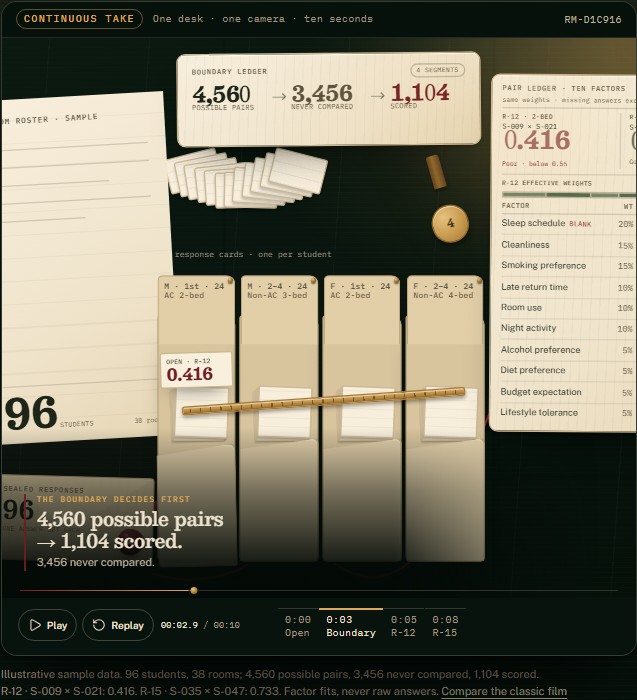 CONTINUOUS TAKE One desk · one camera · ten seconds RM-D1C916
BOUNDARY LEDGER 4 SEGMENTS
4,560 → 3,456 → 1,104
POSSIBLE PAIRS NEVER COMPARED SCORED
OM ROSTER · SAMPLE
96 STUDENTS 38 roo
response cards · one per student
4
M · 1st · 24
AC 2-bed
M · 2–4 · 24
Non-AC 3-bed
F · 1st · 24
AC 2-bed
F · 2–4 · 24
Non-AC 4-bed
OPEN · R-12
0.416
PAIR LEDGER · TEN FACTORS
same weights · missing answers exc
R-12 · 2-BED
S-009 × S-021
0.416
Poor · below 0.55
R-12 EFFECTIVE WEIGHTS
FACTOR WT
Sleep schedule BLANK 20%
Cleanliness 15%
Smoking preference 15%
Late return time 10%
Room use 10%
Night activity 10%
Alcohol preference 5%
Diet preference 5%
Budget expectation 5%
Lifestyle tolerance 5%
SEALED RESPONSES
96
THE BOUNDARY DECIDES FIRST
4,560 possible pairs
→ 1,104 scored.
3,456 never compared.
Play Replay 00:02.9 / 00:10
0:00 0:03 0:05 0:08
Open Boundary R-12 R-15
Illustrative sample data. 96 students, 38 rooms; 4,560 possible pairs, 3,456 never compared, 1,104 scored.
R-12 · S-009 × S-021: 0.416. R-15 · S-035 × S-047: 0.733. Factor fits, never raw answers. Compare the classic film